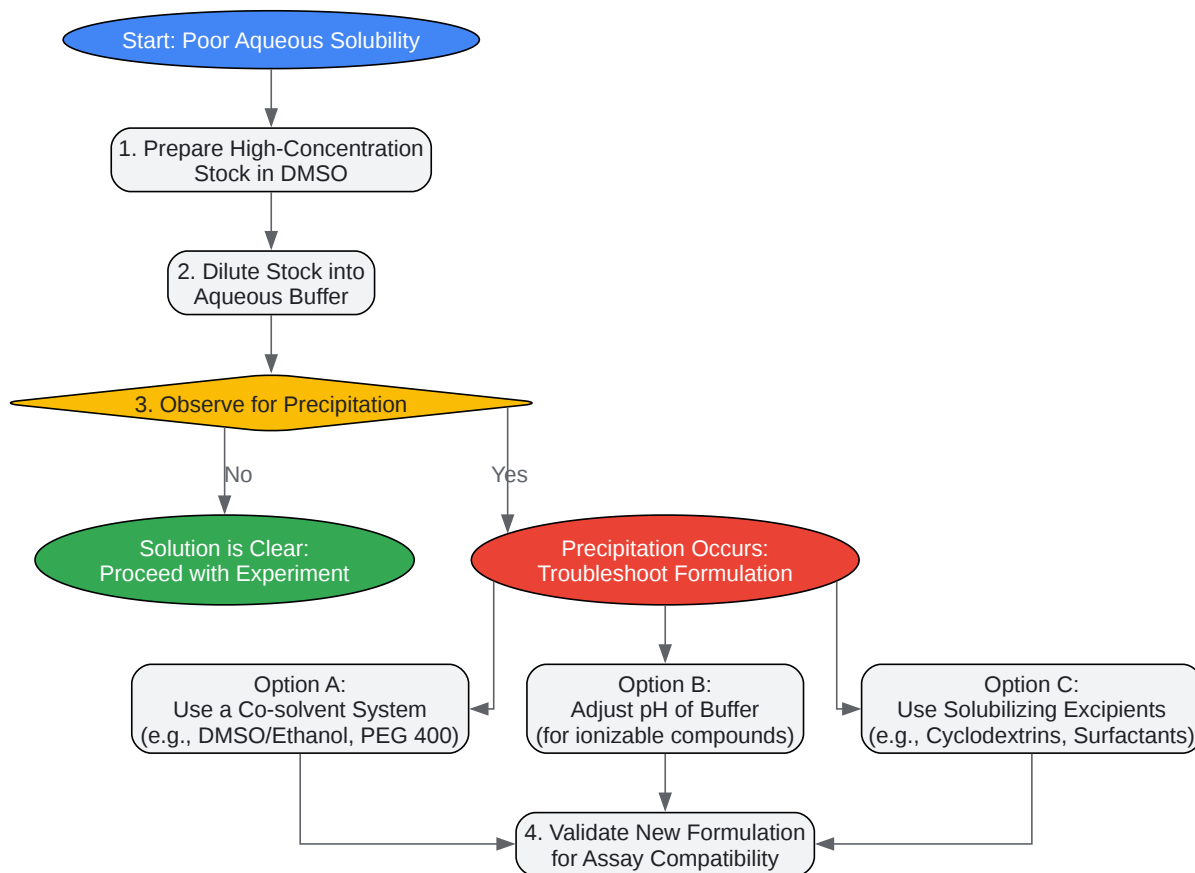 Start: Poor Aqueous Solubility
1. Prepare High-Concentration
Stock in DMSO
2. Dilute Stock into
Aqueous Buffer
3. Observe for Precipitation
No
Yes
Solution is Clear:
Proceed with Experiment
Precipitation Occurs:
Troubleshoot Formulation
Option A:
Use a Co-solvent System
(e.g., DMSO/Ethanol, PEG 400)
Option B:
Adjust pH of Buffer
(for ionizable compounds)
Option C:
Use Solubilizing Excipients
(e.g., Cyclodextrins, Surfactants)
4. Validate New Formulation
for Assay Compatibility